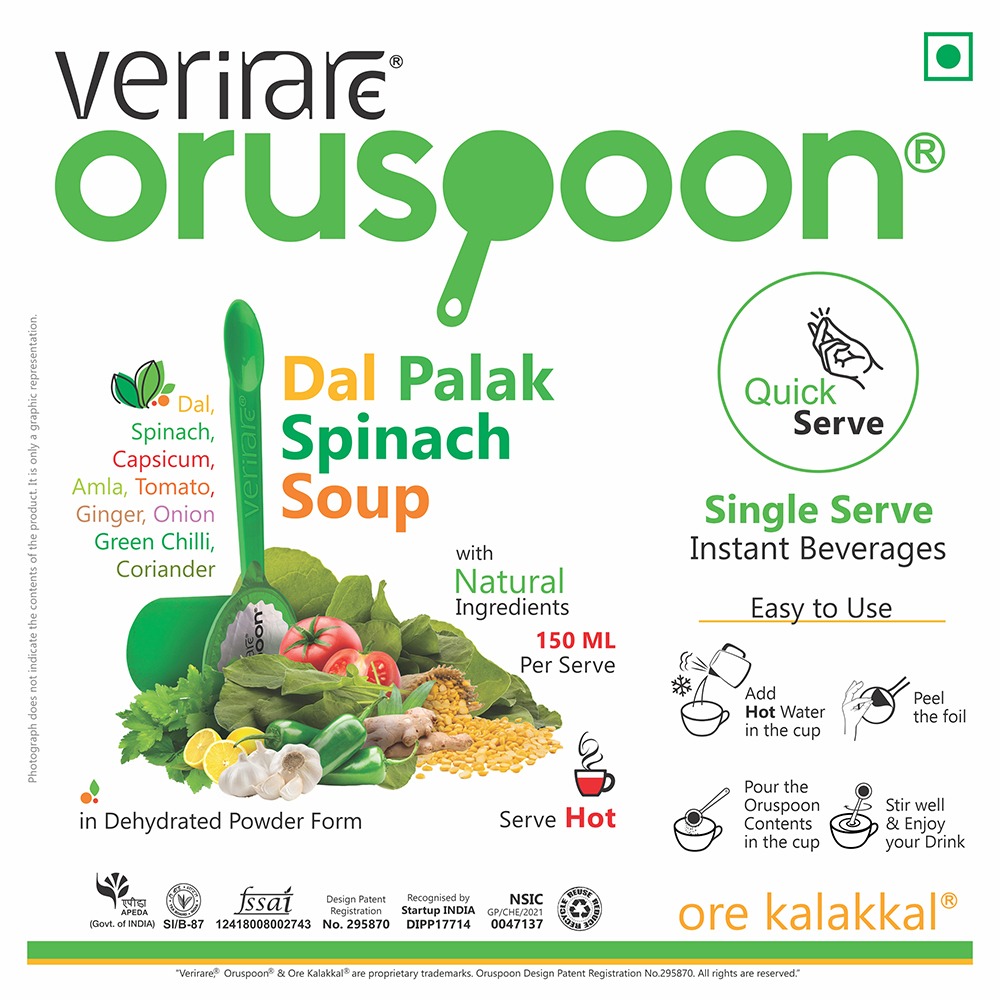 verirare®
oruspoon®
Dal Palak
Spinach
Soup
Dal,
Spinach,
Capsicum,
Amla, Tomato,
Ginger, Onion
Green Chilli,
Coriander
verirare®
with
Natural
Ingredients
150 ML
Per Serve
Serve Hot
in Dehydrated Powder Form
Photograph does not indicate the contents of the product. It is only a graphic representation.
Quick
Serve
Single Serve
Instant Beverages
Easy to Use
Add
Hot Water
in the cup
Peel
the foil
Pour the
Oruspoon
Contents
in the cup
Stir well
& Enjoy
your Drink
एपीडा
APEDA
(Govt. of INDIA)
SI/B-87
fssai
12418008002743
Design Patent
Registration
No. 295870
Recognised by
Startup INDIA
DIPP17714
NSIC
GP/CHE/2021
0047137
REUSE REDUCE RECYCLE
ore kalakkal®
"Verirare® Oruspoon® & Ore Kalakkal® are proprietary trademarks. Oruspoon Design Patent Registration No.295870. All rights are reserved."